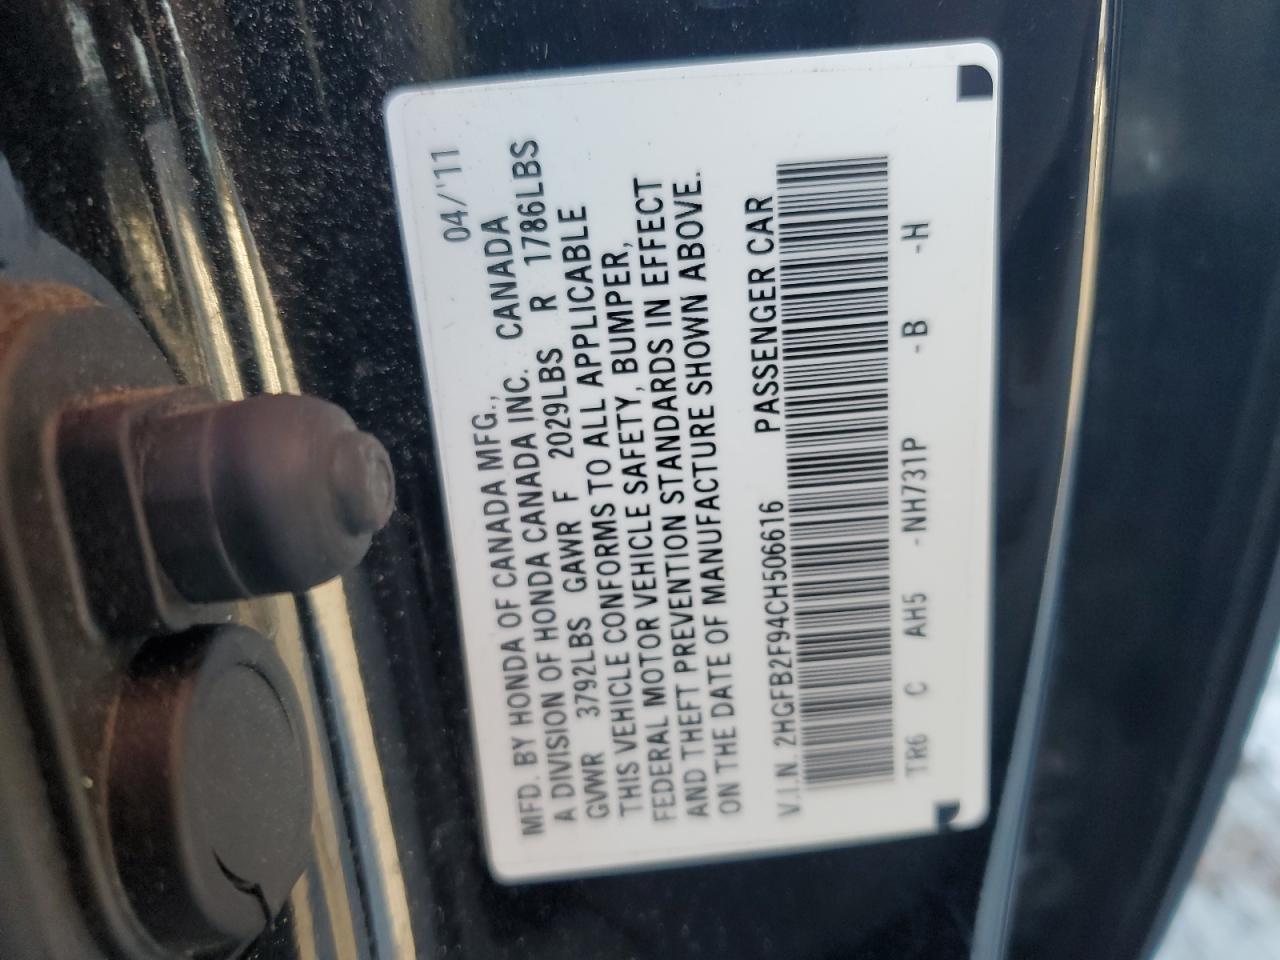 04/'11
MFD. BY HONDA OF CANADA MFG.,
A DIVISION OF HONDA CANADA INC. CANADA
GVWR 3792LBS GAWR F 2029LBS R 1786LBS
THIS VEHICLE CONFORMS TO ALL APPLICABLE
FEDERAL MOTOR VEHICLE SAFETY, BUMPER,
AND THEFT PREVENTION STANDARDS IN EFFECT
ON THE DATE OF MANUFACTURE SHOWN ABOVE.
V.I.N. 2HGFB2F94CH506616 PASSENGER CAR
TR6 C AH5 -NH731P -B -H